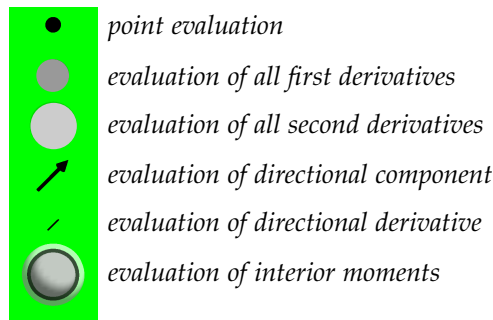 point evaluation
evaluation of all first derivatives
evaluation of all second derivatives
evaluation of directional component
evaluation of directional derivative
evaluation of interior moments